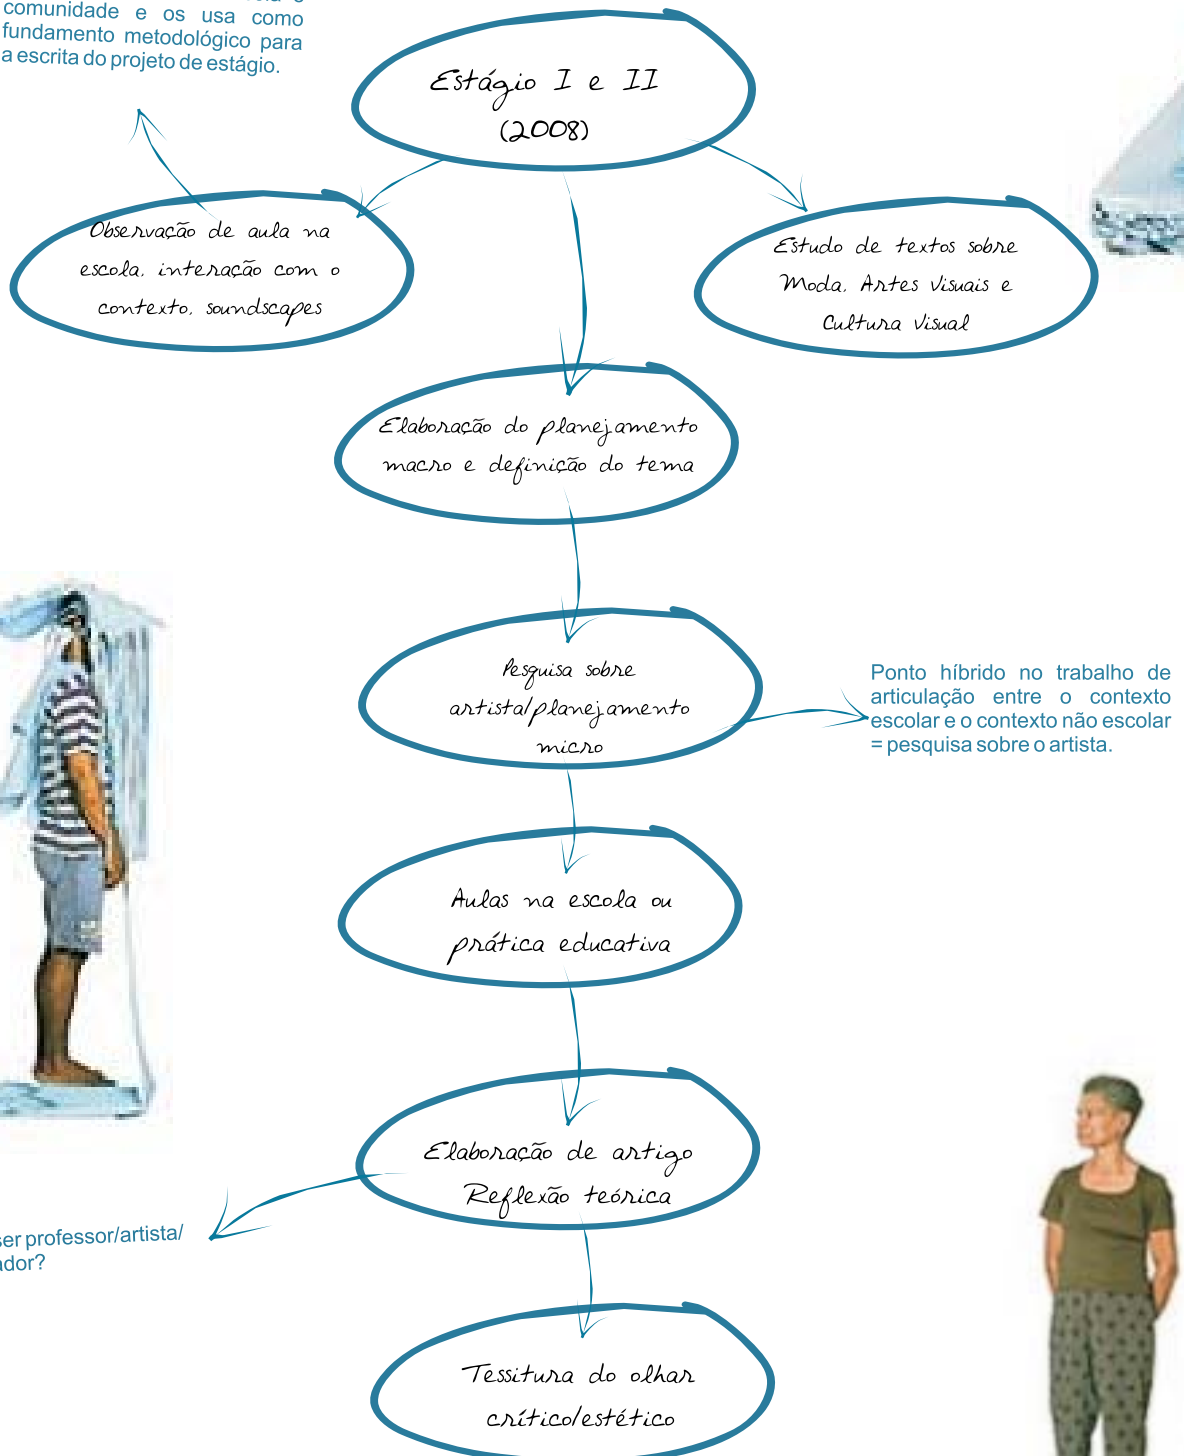 comunidade e os usa como
fundamento metodológico para
a escrita do projeto de estágio.
Estágio I e II
(2008)
Observação de aula na
escola, interação com o
contexto, soundscapes
Estudo de textos sobre
Moda, Artes Visuais e
Cultura Visual
Elaboração do planejamento
macro e definição do tema
Pesquisa sobre
artista/planejamento
micro
Ponto híbrido no trabalho de
articulação entre o contexto
escolar e o contexto não escolar
= pesquisa sobre o artista.
Aulas na escola ou
prática educativa
Elaboração de artigo
Reflexão teórica
ser professor/artista/
ador?
Tessitura do olhar
crítico/estético